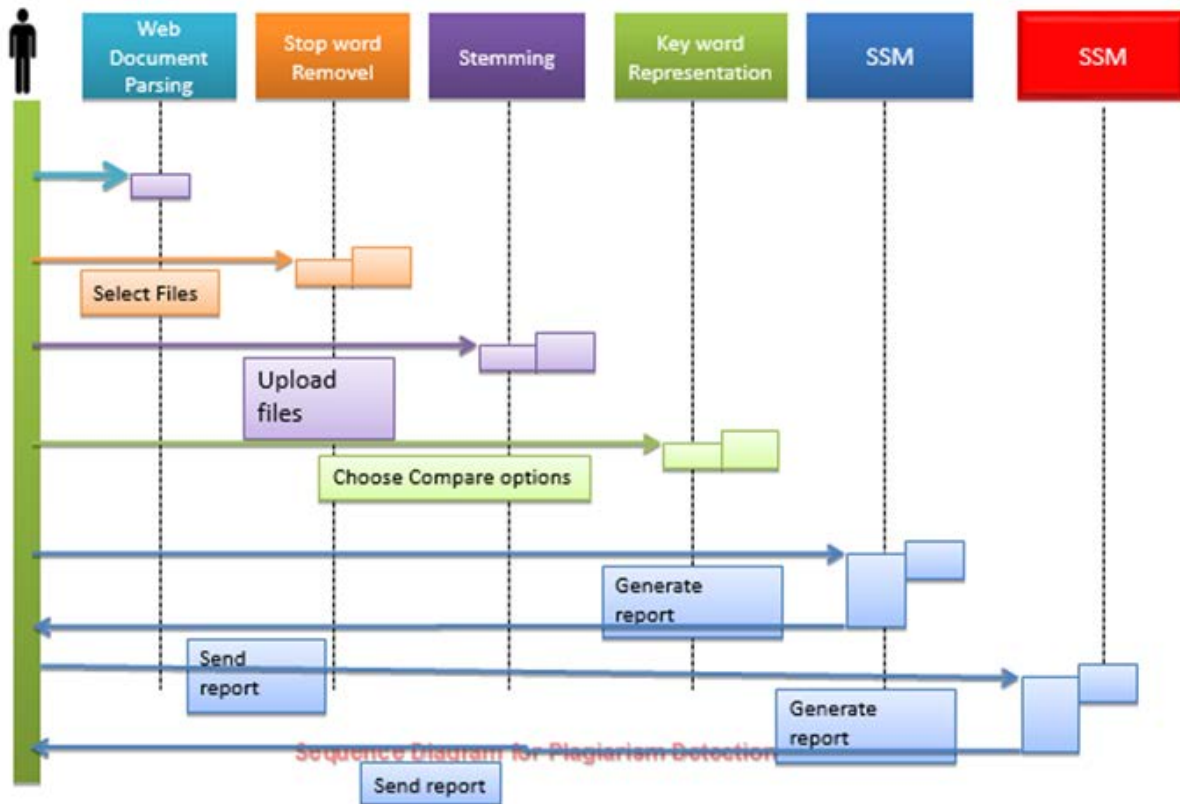 Web
Document
Parsing
Stop word
Removel
Stemming
Key word
Representation
SSM
SSM
Select Files
Upload
files
Choose Compare options
Generate
report
Send
report
Generate
report
Sequence Diagram for Plagiarism Detection
Send report